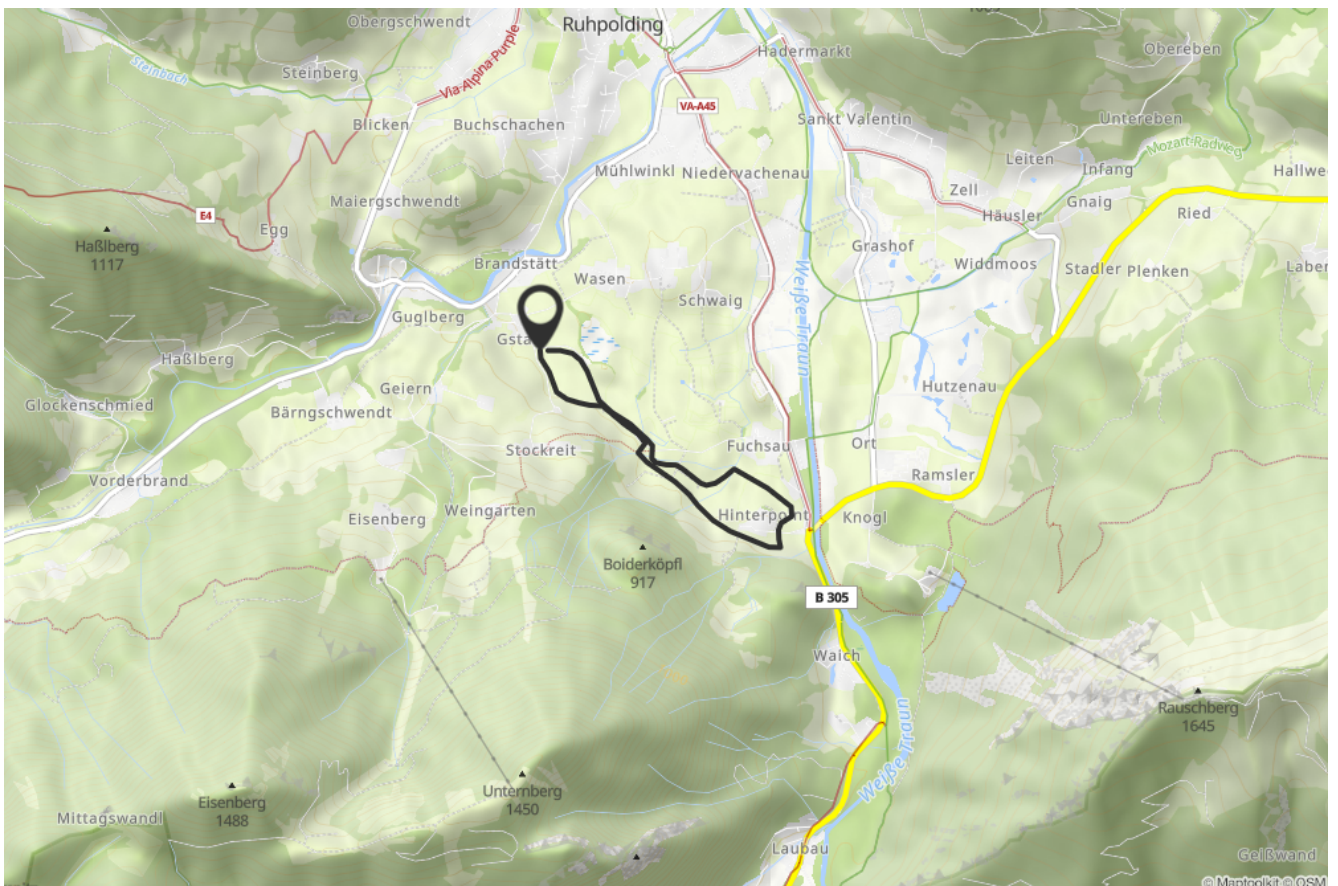 Obergschwendt
Ruhpolding
Hadermarkt
Obereben
Steinberg
Steinbach
Via Alpina Purple
VA-A45
Blicken
Buchschachen
Sankt Valentin
Untereben
Mozart-Radweg
Leiten
Infang
Hallwe
Mühlwinkl
Niedervachenau
Zell
Maiergschwendt
Häusler
Gnaig
Ried
E4
Egg
Haßlberg
1117
Grashof
Brandstätt
Wasen
Widdmoos
Stadler
Plenken
Laber
Weiße Traun
Schwaig
Guglberg
Gsta
Haßlberg
Geiern
Hutzenau
Glockenschmied
Bärngschwendt
Stockreit
Fuchsau
Ort
Vorderbrand
Ramsler
Weingarten
Eisenberg
Hinterpoint
Knogl
Boiderköpfl
917
B 305
Waich
Rauschberg
1645
Weiße Traun
Unternberg
1450
Eisenberg
1488
Mittagswandl
Laubau
Geißwand
© Maptoolkit © OSM